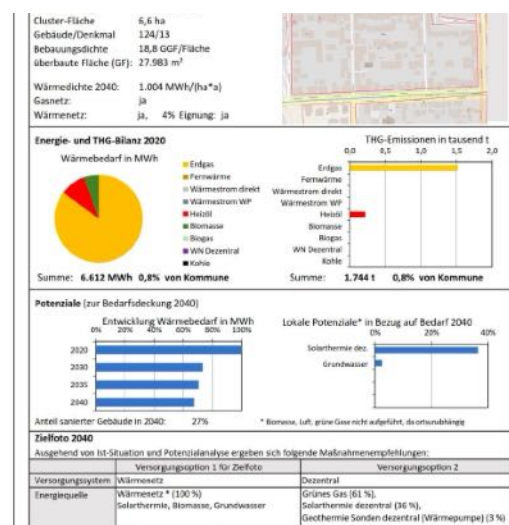 Cluster-Fläche 6,6 ha
Gebäude/Denkmal 124/13
Bebauungsdichte 18,8 GGF/Fläche
überbaute Fläche (GF): 27.983 m²
Wärmedichte 2040: 1.004 MWh/(ha*a)
Gasnetz: ja
Wärmenetz: ja, 4% Eignung: ja
Energie- und THG-Bilanz 2020
Wärmebedarf in MWh
Erdgas
Fernwärme
Wärmestrom direkt
Wärmestrom WP
Heizöl
Biomasse
Biogas
WN Dezentral
Kohle
Summe: 6.612 MWh 0,8% von Kommune
THG-Emissionen in tausend t
0,0 0,5 1,0 1,5 2,0
Erdgas
Fernwärme
Wärmestrom direkt
Wärmestrom WP
Heizöl
Biomasse
Biogas
WN Dezentral
Kohle
Summe: 1.744 t 0,8% von Kommune
Potenziale (zur Bedarfsdeckung 2040)
Entwicklung Wärmebedarf in MWh
0% 20% 40% 60% 80% 100%
2020
2030
2035
2040
Anteil sanierter Gebäude in 2040: 27%
Lokale Potenziale* in Bezug auf Bedarf 2040
0% 20% 40%
Solarthermie dez.
Grundwasser
* Biomasse, Luft, grüne Gase nicht aufgeführt, da ortsunabhängig
Zielfoto 2040
Ausgehend von Ist-Situation und Potenzialanalyse ergeben sich folgende Maßnahmenempfehlungen:
Versorgungsoption 1 für Zielfoto Versorgungsoption 2
Versorgungssystem Wärmenetz Dezentral
Energiequelle Wärmenetz * (100 %) Grünes Gas (61 %),
Solarthermie, Biomasse, Grundwasser Solarthermie dezentral (36 %),
Geothermie Sonden dezentral (Wärmepumpe) (3 %)